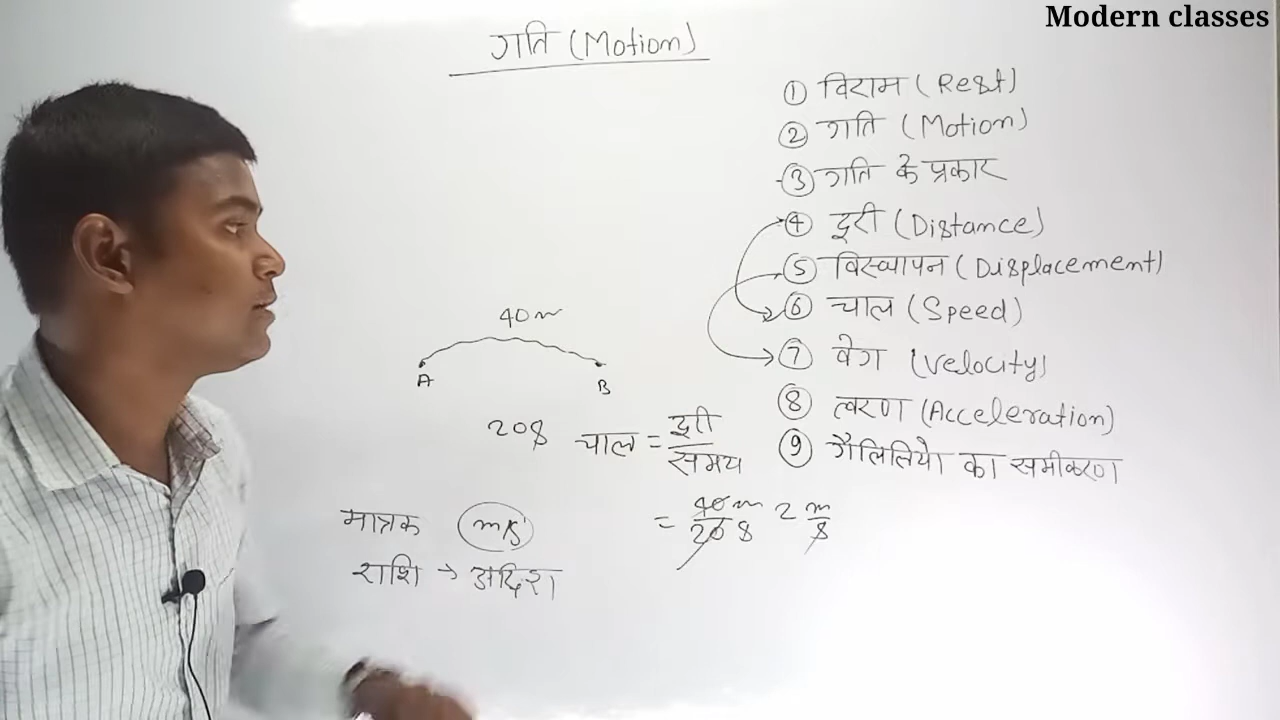 Modern classes
गति (Motion)
① विराम (Rest)
② गति (Motion)
③ गति के प्रकार
④ दूरी (Distance)
⑤ विस्थापन (Displacement)
⑥ चाल (Speed)
⑦ वेग (Velocity)
⑧ त्वरण (Acceleration)
⑨ गैलिलियो का समीकरण
40m
A B
20s
चाल = दूरी / समय
= 40m / 20s 2 m/s
मात्रक m/s
राशि → अदिश